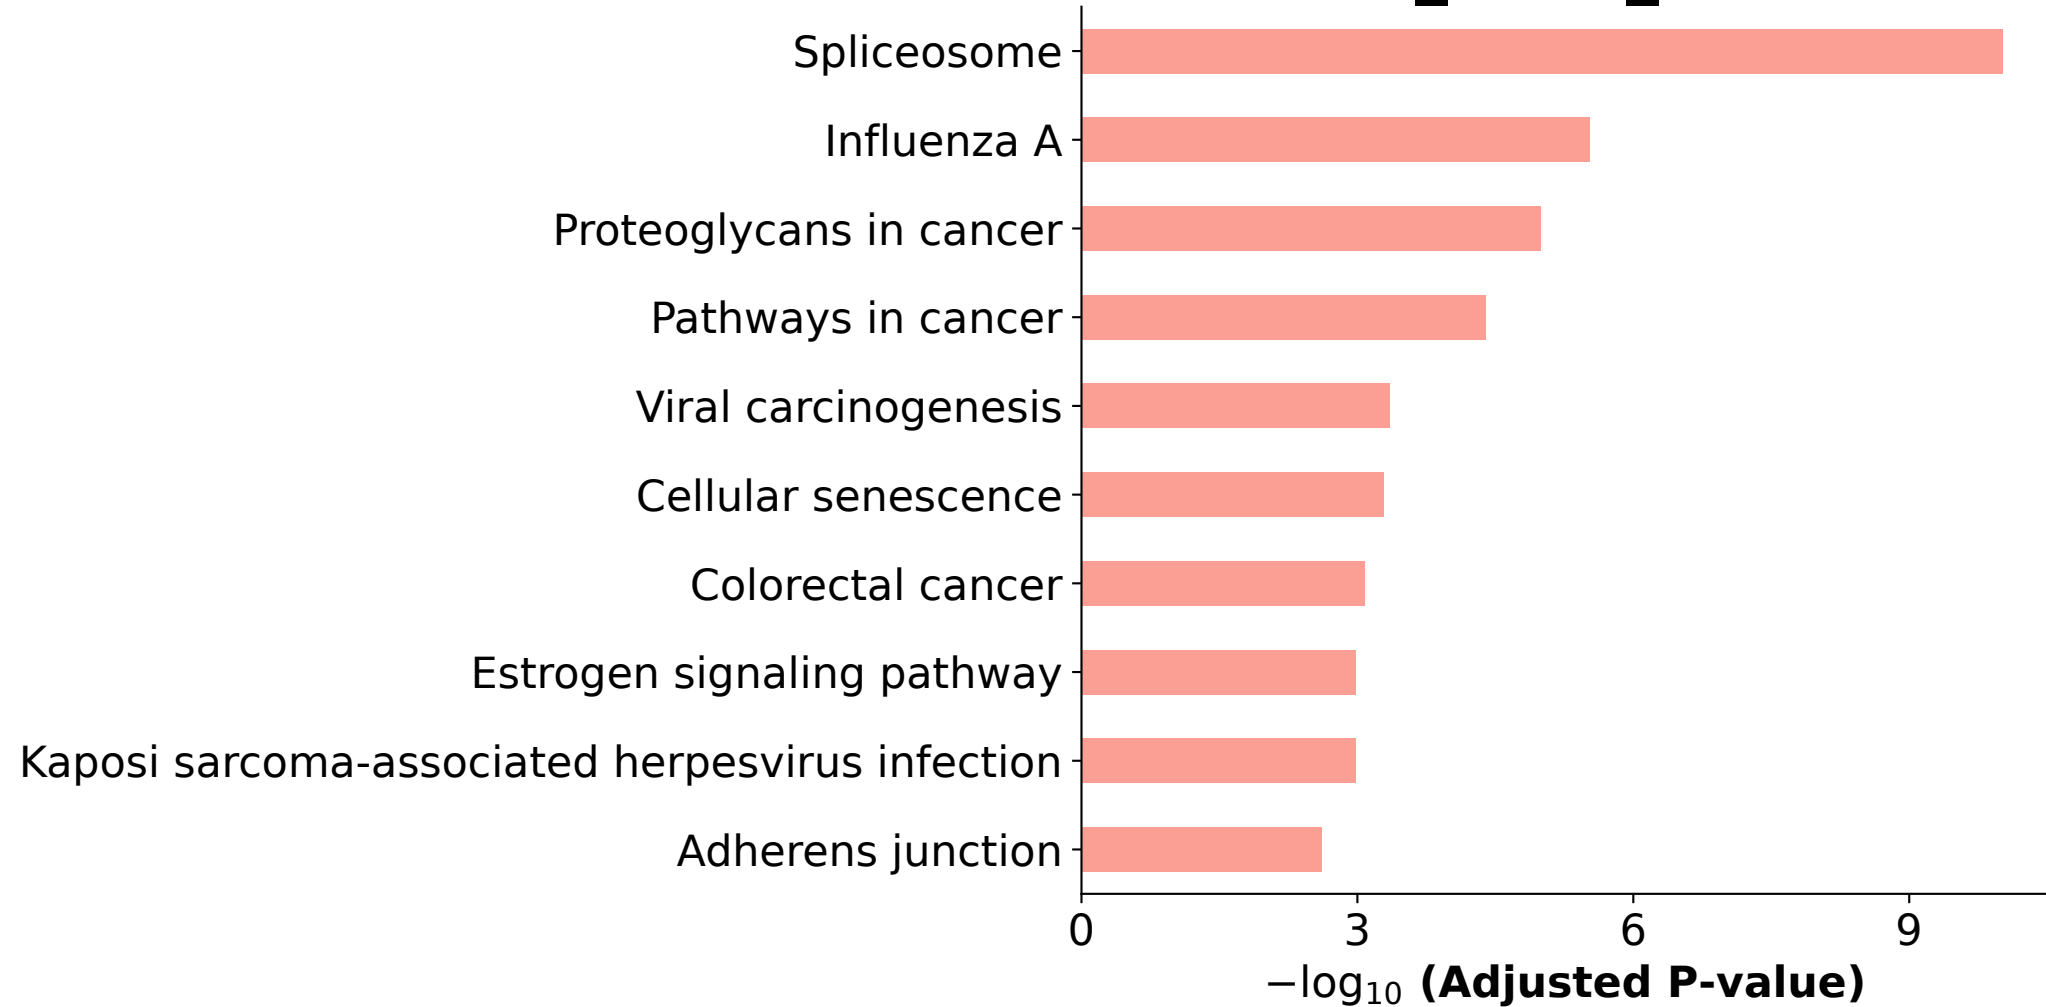 Spliceosome
Influenza A
Proteoglycans in cancer
Pathways in cancer
Viral carcinogenesis
Cellular senescence
Colorectal cancer
Estrogen signaling pathway
Kaposi sarcoma-associated herpesvirus infection
Adherens junction
0 3 6 9
−log₁₀ (Adjusted P-value)